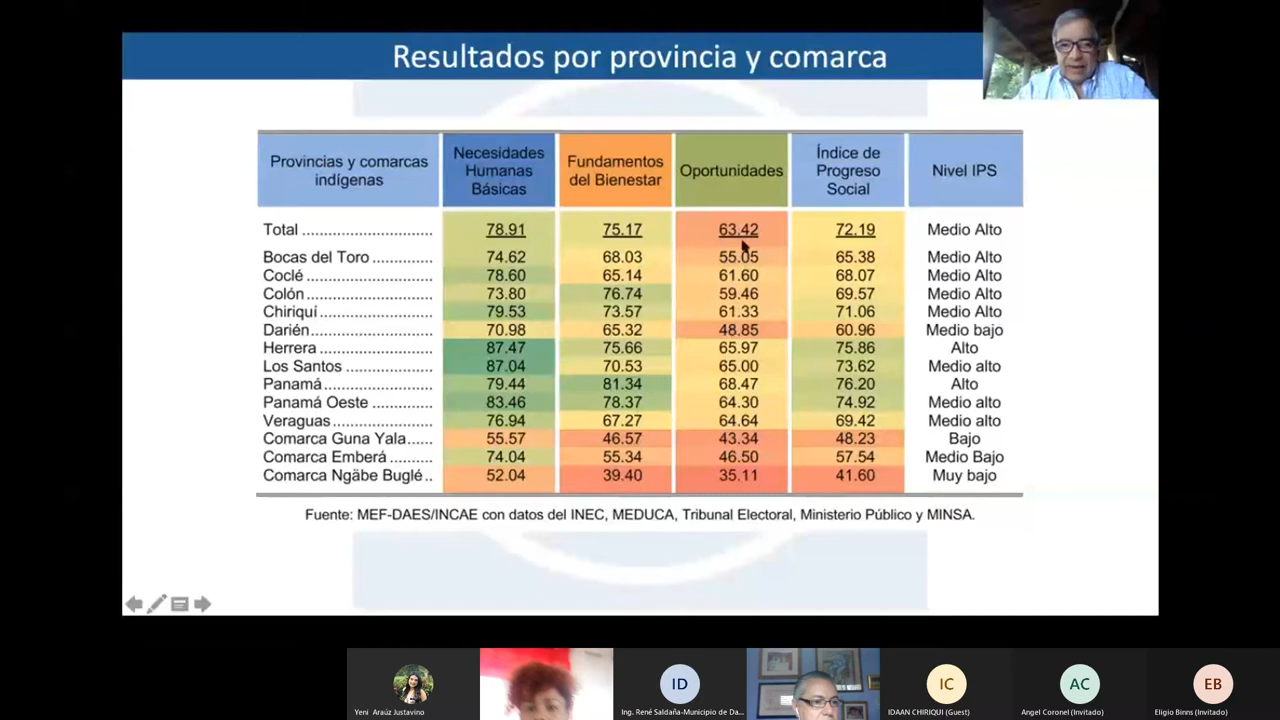 Resultados por provincia y comarca
Provincias y comarcas indígenas
Necesidades Humanas Básicas
Fundamentos del Bienestar
Oportunidades
Índice de Progreso Social
Nivel IPS
Total ............................ 78.91 75.17 63.42 72.19 Medio Alto
Bocas del Toro ............. 74.62 68.03 55.05 65.38 Medio Alto
Coclé ............................ 78.60 65.14 61.60 68.07 Medio Alto
Colón ............................ 73.80 76.74 59.46 69.57 Medio Alto
Chiriquí ......................... 79.53 73.57 61.33 71.06 Medio Alto
Darién ........................... 70.98 65.32 48.85 60.96 Medio bajo
Herrera ......................... 87.47 75.66 65.97 75.86 Alto
Los Santos ................... 87.04 70.53 65.00 73.62 Medio alto
Panamá ........................ 79.44 81.34 68.47 76.20 Alto
Panamá Oeste ............. 83.46 78.37 64.30 74.92 Medio alto
Veraguas ...................... 76.94 67.27 64.64 69.42 Medio alto
Comarca Guna Yala ...... 55.57 46.57 43.34 48.23 Bajo
Comarca Emberá .......... 74.04 55.34 46.50 57.54 Medio Bajo
Comarca Ngäbe Buglé .. 52.04 39.40 35.11 41.60 Muy bajo
Fuente: MEF-DAES/INCAE con datos del INEC, MEDUCA, Tribunal Electoral, Ministerio Público y MINSA.
ID
IC
AC
EB
Yeni Araúz Justavino
Ing. René Saldaña-Municipio de Da...
IDAAN CHIRIQUI (Guest)
Angel Coronel (Invitado)
Eligio Binns (Invitado)